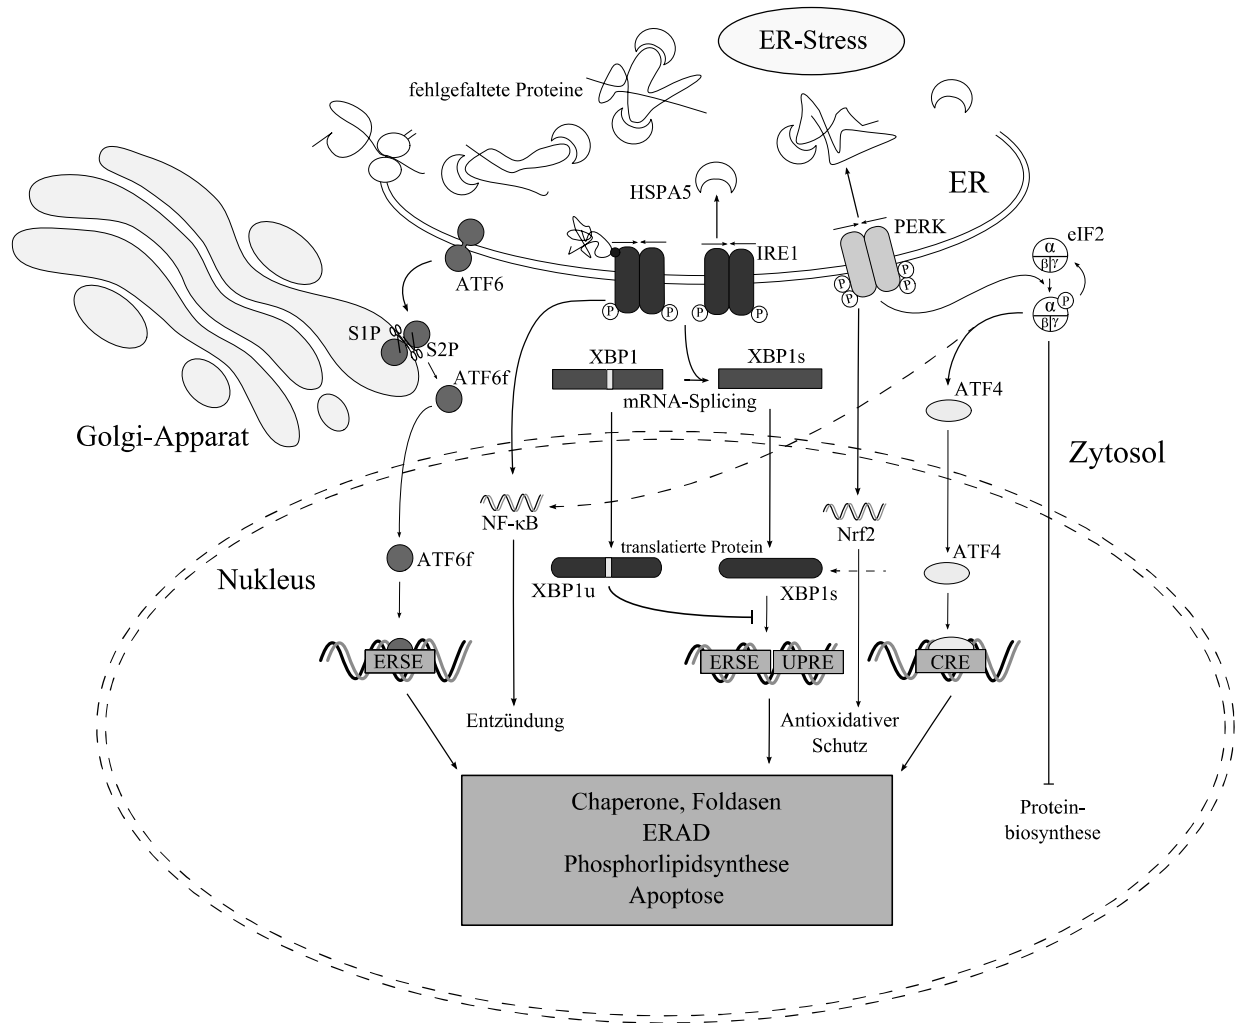 ER-Stress
fehlgefaltete Proteine
HSPA5
ER
PERK
IRE1
eIF2
α
β γ
ATF6
P
P
P
P
P
P
P
P
P
α
β γ
S1P
S2P
XBP1
XBP1s
mRNA-Splicing
ATF6f
ATF4
Golgi-Apparat
Zytosol
NF-κB
Nrf2
translatierte Protein
ATF6f
ATF4
Nukleus
XBP1u
XBP1s
ERSE
ERSE
UPRE
CRE
Entzündung
Antioxidativer
Schutz
Chaperone, Foldasen
ERAD
Phosphorlipidsynthese
Apoptose
Protein-
biosynthese